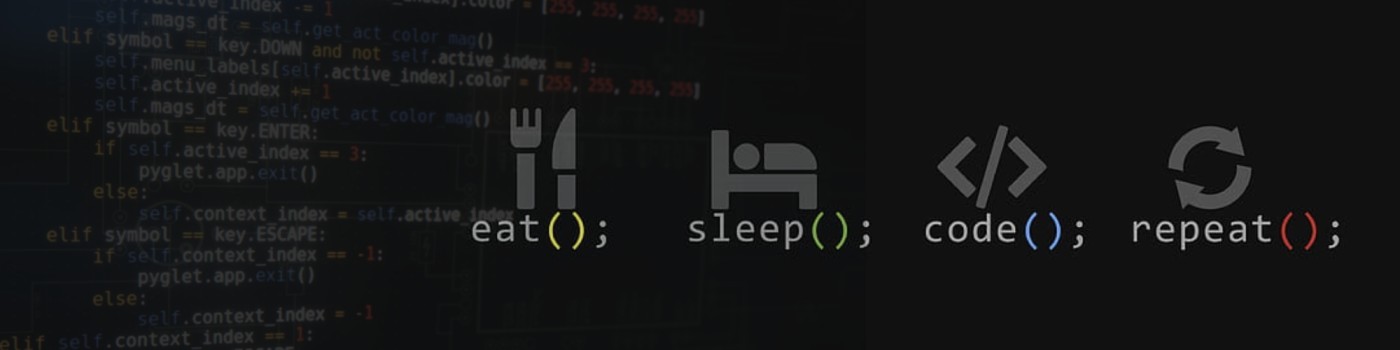 self.mags_dt = self.get_act_color_mag()
elif symbol == key.DOWN and not self.active_index == 3:
self.menu_labels[self.active_index].color = [255, 255, 255, 255]
self.active_index += 1
self.mags_dt = self.get_act_color_mag()
elif symbol == key.ENTER:
if self.active_index == 3:
pyglet.app.exit()
else:
self.context_index = self.active_index
elif symbol == key.ESCAPE:
if self.context_index == -1:
pyglet.app.exit()
else:
self.context_index = -1
elif self.context_index == 1:
eat(); sleep(); code(); repeat();